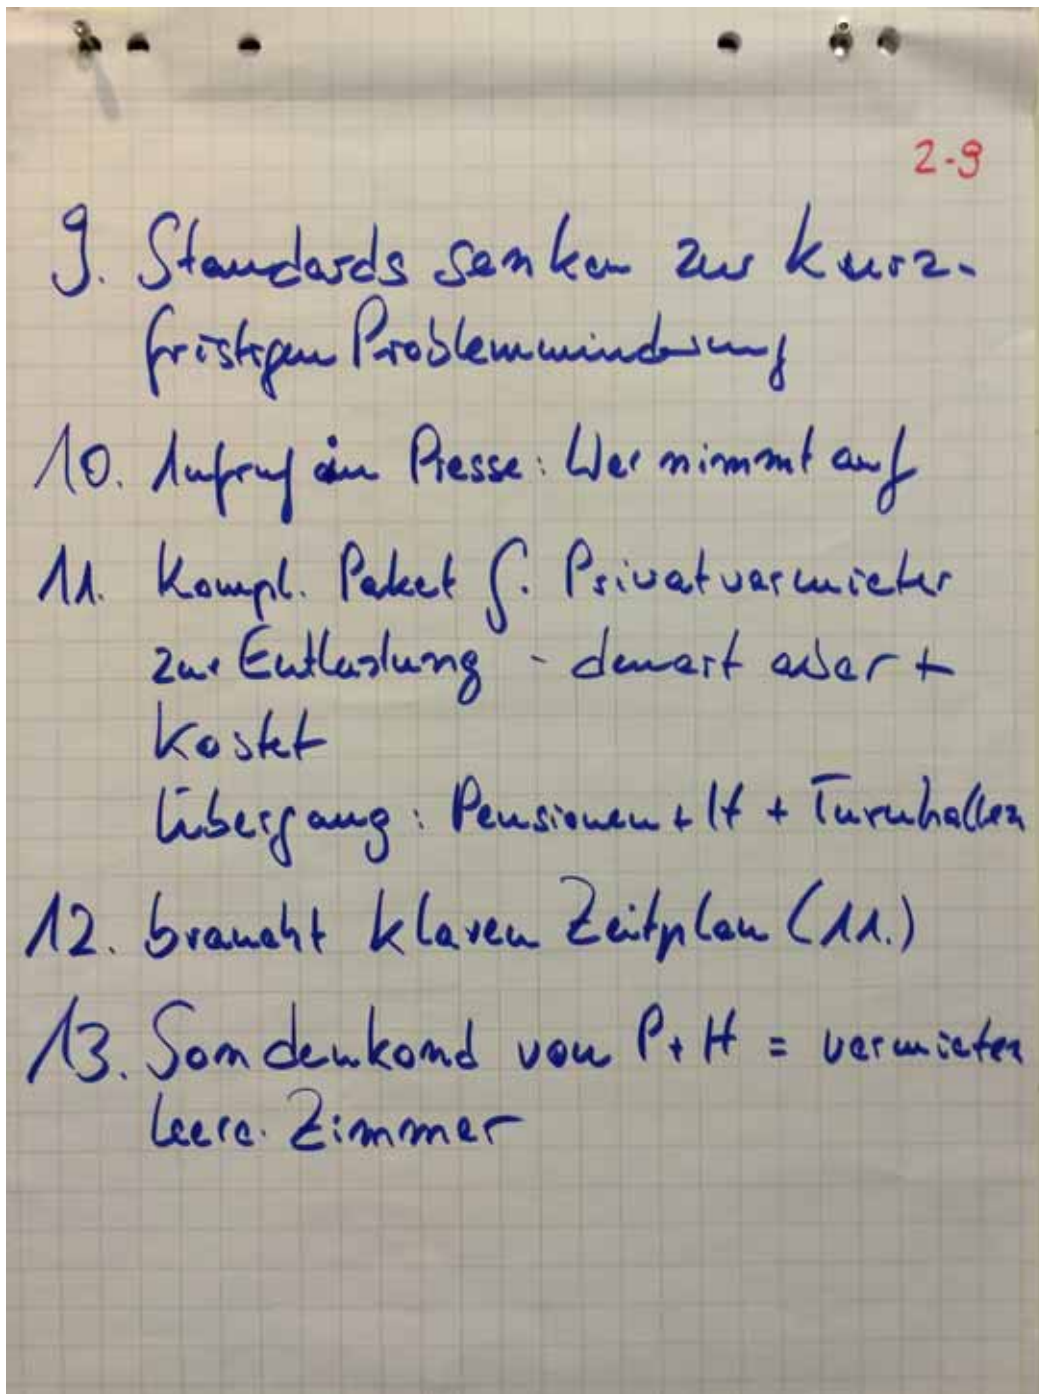 2-9
9. Standards senken zur kurz-
fristigen Problemminderung
10. Aufruf in Presse: Wer nimmt auf
11. Kompl. Paket f. Privatvermieter
zur Entlastung - dauert aber +
kostet
Übergang: Pensionen + H + Turnhallen
12. braucht klaren Zeitplan (11.)
13. von P + H = vermieten
leere. Zimmer